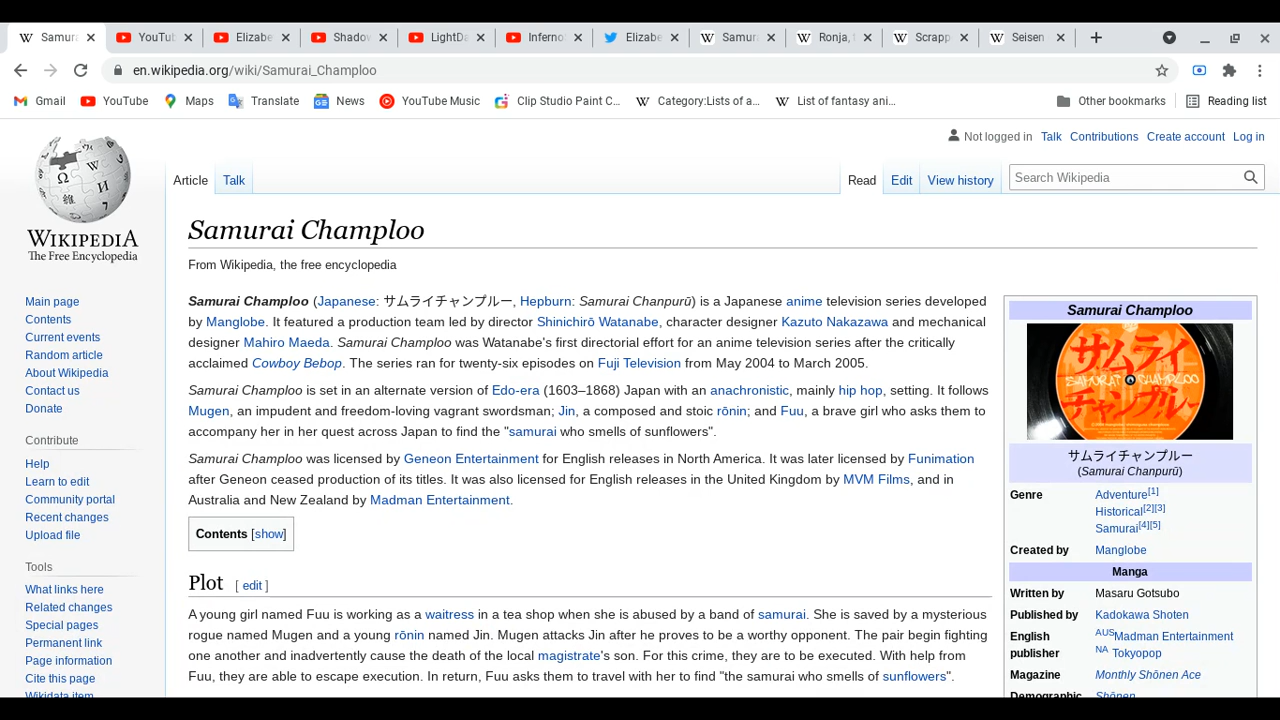 Samura
YouTub
Elizabe
Shadow
LightDa
Inferno
Elizabe
Samura
Ronja, t
Scrapp
Seisen
en.wikipedia.org/wiki/Samurai_Champloo
Gmail YouTube Maps Translate News YouTube Music Clip Studio Paint C... Category:Lists of a... List of fantasy ani... Other bookmarks Reading list
Not logged in Talk Contributions Create account Log in
Article Talk Read Edit View history Search Wikipedia
WIKIPEDIA
The Free Encyclopedia
Main page
Contents
Current events
Random article
About Wikipedia
Contact us
Donate
Contribute
Help
Learn to edit
Community portal
Recent changes
Upload file
Tools
What links here
Related changes
Special pages
Permanent link
Page information
Cite this page
Wikidata item
Samurai Champloo
From Wikipedia, the free encyclopedia
Samurai Champloo (Japanese: サムライチャンプルー, Hepburn: Samurai Chanpurū) is a Japanese anime television series developed
by Manglobe. It featured a production team led by director Shinichirō Watanabe, character designer Kazuto Nakazawa and mechanical
designer Mahiro Maeda. Samurai Champloo was Watanabe's first directorial effort for an anime television series after the critically
acclaimed Cowboy Bebop. The series ran for twenty-six episodes on Fuji Television from May 2004 to March 2005.
Samurai Champloo is set in an alternate version of Edo-era (1603–1868) Japan with an anachronistic, mainly hip hop, setting. It follows
Mugen, an impudent and freedom-loving vagrant swordsman; Jin, a composed and stoic rōnin; and Fuu, a brave girl who asks them to
accompany her in her quest across Japan to find the "samurai who smells of sunflowers".
Samurai Champloo was licensed by Geneon Entertainment for English releases in North America. It was later licensed by Funimation
after Geneon ceased production of its titles. It was also licensed for English releases in the United Kingdom by MVM Films, and in
Australia and New Zealand by Madman Entertainment.
Contents [show]
Plot [ edit ]
A young girl named Fuu is working as a waitress in a tea shop when she is abused by a band of samurai. She is saved by a mysterious
rogue named Mugen and a young rōnin named Jin. Mugen attacks Jin after he proves to be a worthy opponent. The pair begin fighting
one another and inadvertently cause the death of the local magistrate's son. For this crime, they are to be executed. With help from
Fuu, they are able to escape execution. In return, Fuu asks them to travel with her to find "the samurai who smells of sunflowers".
Samurai Champloo
サムライ
SAMURAI CHAMPLOO
チャンプルー
サムライチャンプルー
(Samurai Chanpurū)
Genre Adventure[1]
Historical[2][3]
Samurai[4][5]
Created by Manglobe
Manga
Written by Masaru Gotsubo
Published by Kadokawa Shoten
English publisher AUS Madman Entertainment
NA Tokyopop
Magazine Monthly Shōnen Ace
Demographic Shōnen